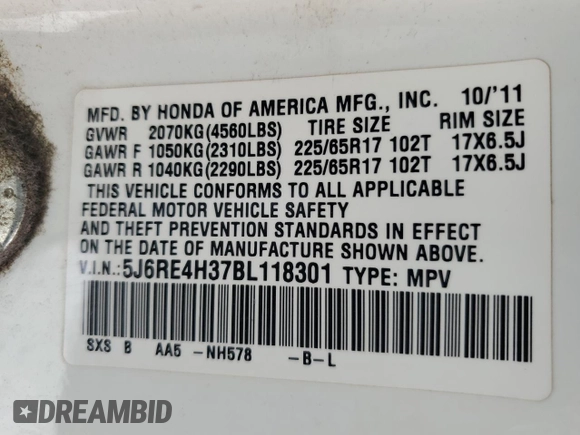 MFD. BY HONDA OF AMERICA MFG., INC. 10/'11
GVWR 2070KG(4560LBS) TIRE SIZE RIM SIZE
GAWR F 1050KG(2310LBS) 225/65R17 102T 17X6.5J
GAWR R 1040KG(2290LBS) 225/65R17 102T 17X6.5J
THIS VEHICLE CONFORMS TO ALL APPLICABLE
FEDERAL MOTOR VEHICLE SAFETY
AND THEFT PREVENTION STANDARDS IN EFFECT
ON THE DATE OF MANUFACTURE SHOWN ABOVE.
V.I.N.:5J6RE4H37BL118301 TYPE: MPV
SXS B AA5 -NH578 -B-L
DREAMBID